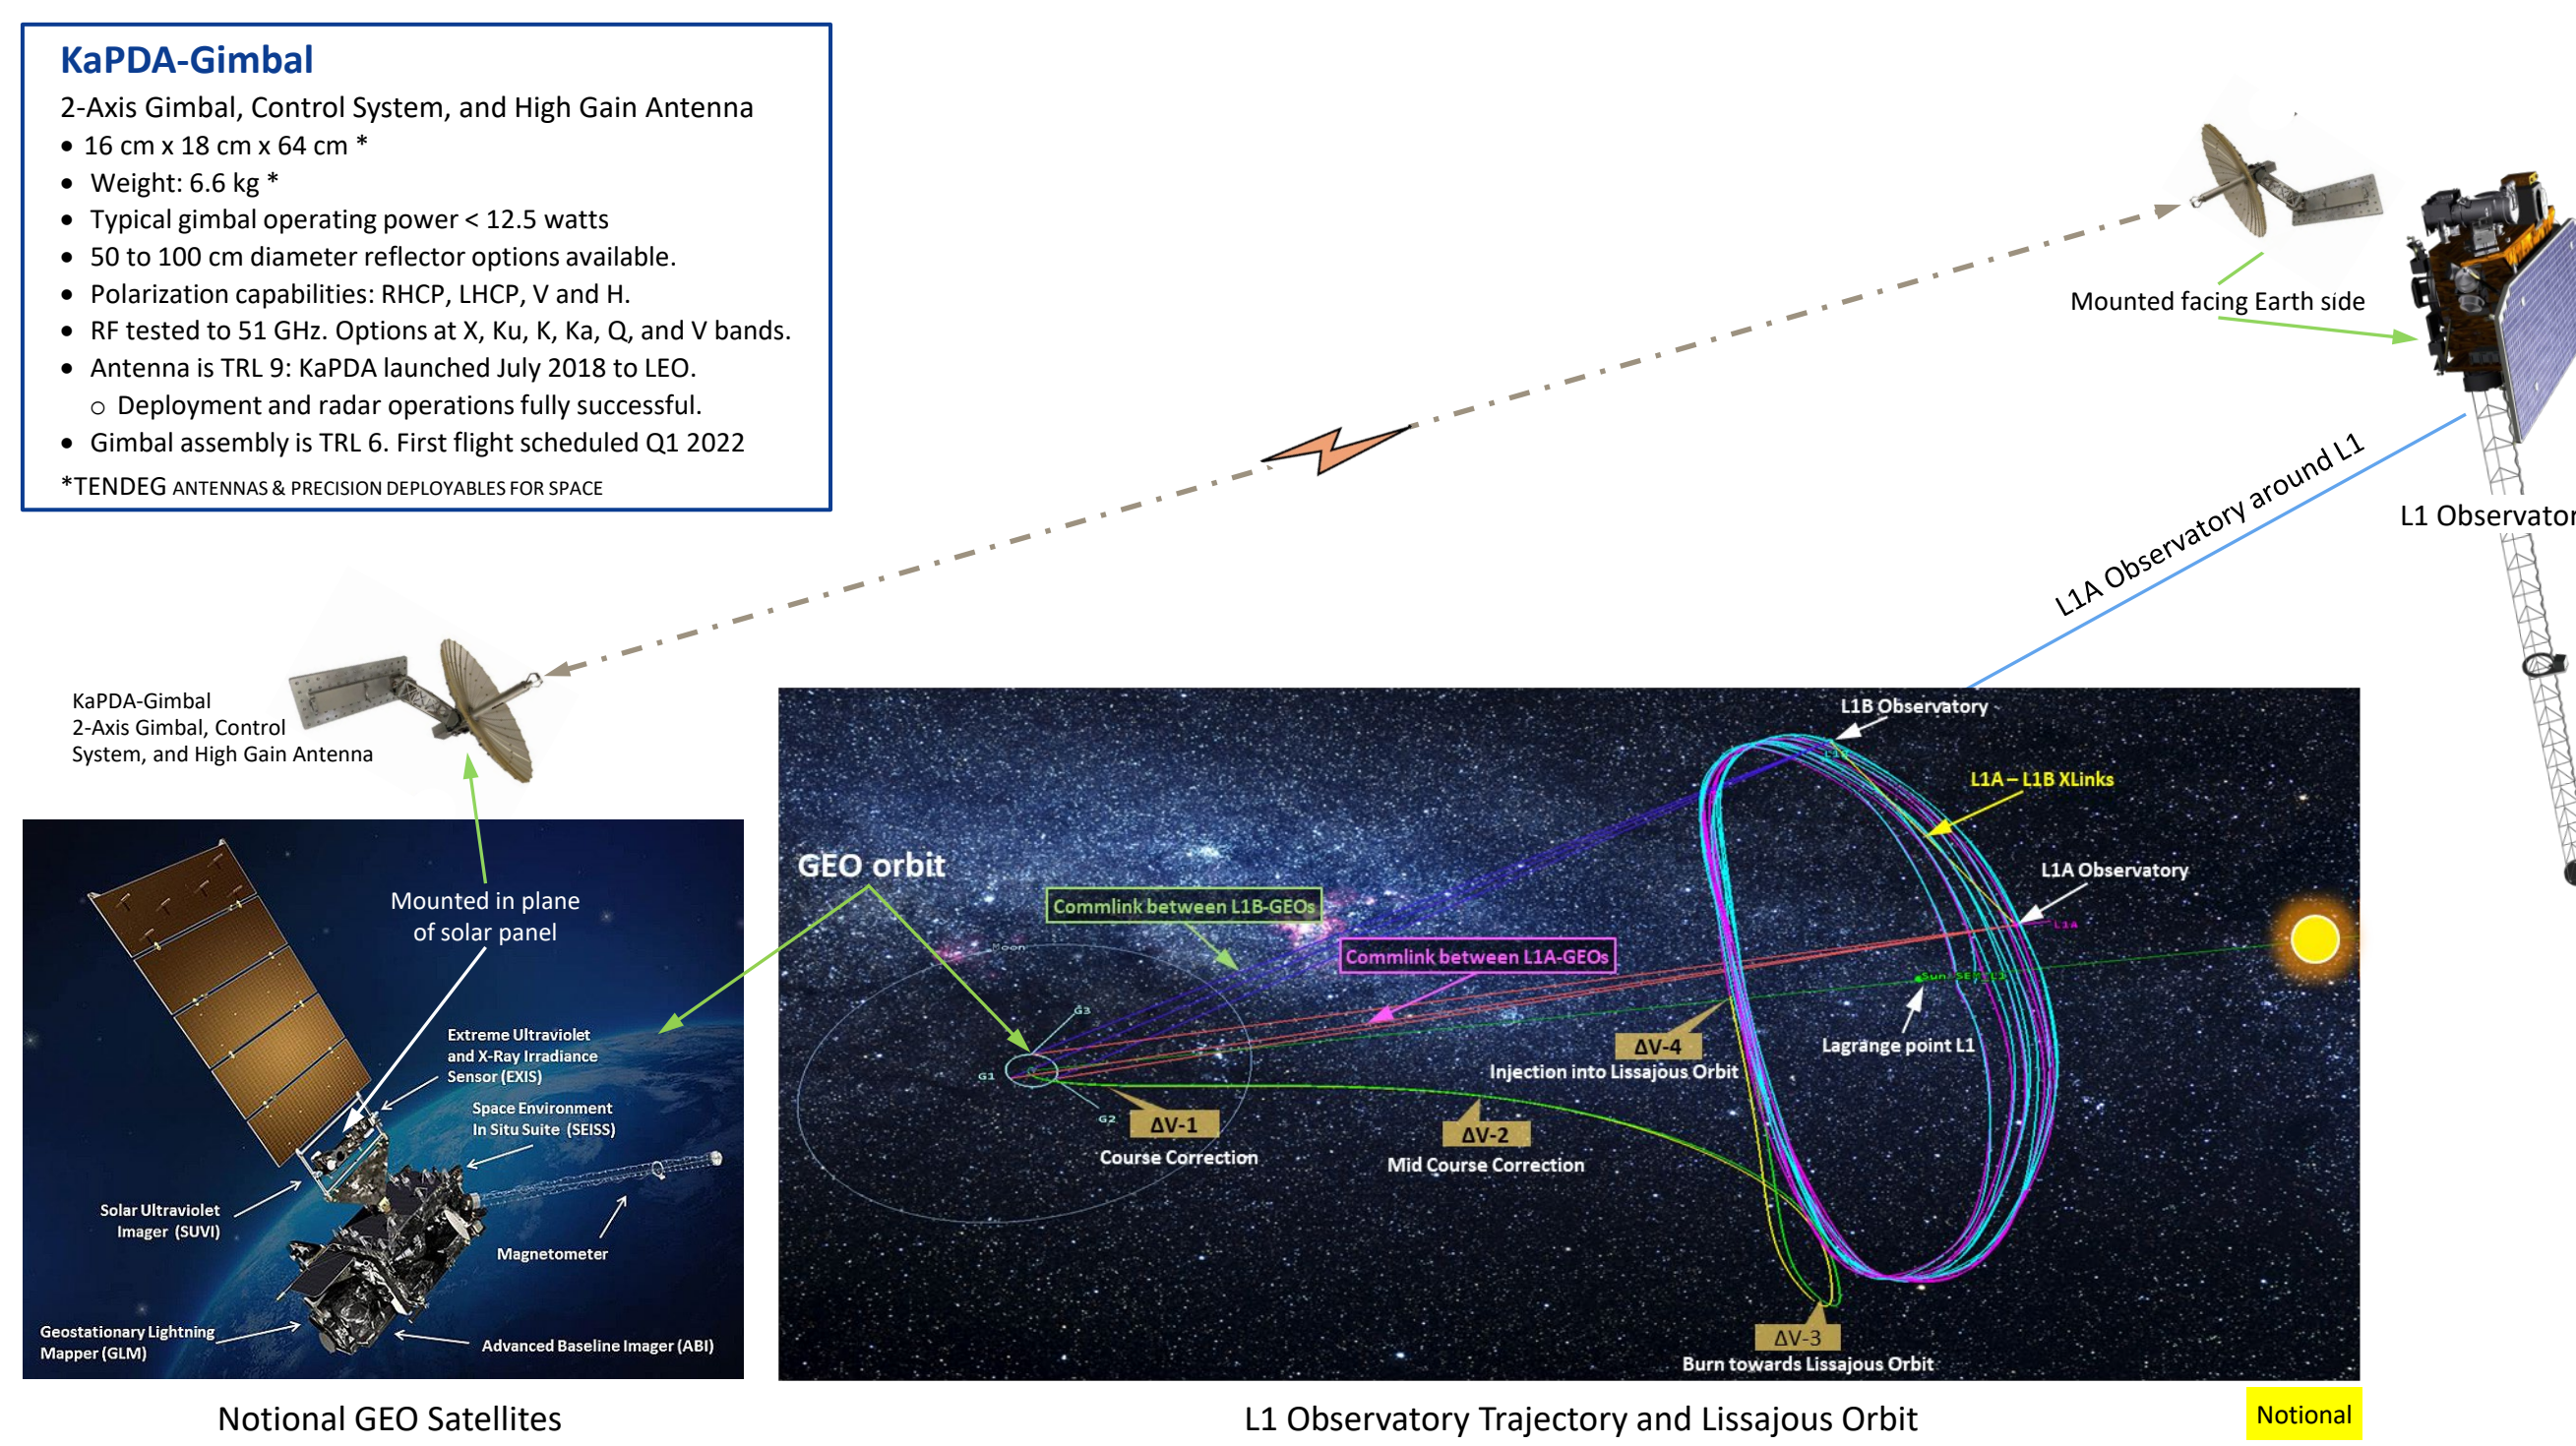 KaPDA-Gimbal
2-Axis Gimbal, Control System, and High Gain Antenna
• 16 cm x 18 cm x 64 cm *
• Weight: 6.6 kg *
• Typical gimbal operating power < 12.5 watts
• 50 to 100 cm diameter reflector options available.
• Polarization capabilities: RHCP, LHCP, V and H.
• RF tested to 51 GHz. Options at X, Ku, K, Ka, Q, and V bands.
• Antenna is TRL 9: KaPDA launched July 2018 to LEO.
o Deployment and radar operations fully successful.
• Gimbal assembly is TRL 6. First flight scheduled Q1 2022
*TENDEG ANTENNAS & PRECISION DEPLOYABLES FOR SPACE
Mounted facing Earth side
L1A Observatory around L1
L1 Observator
KaPDA-Gimbal
2-Axis Gimbal, Control
System, and High Gain Antenna
Mounted in plane
of solar panel
Extreme Ultraviolet
and X-Ray Irradiance
Sensor (EXIS)
Space Environment
In Situ Suite (SEISS)
Solar Ultraviolet
Imager (SUVI)
Magnetometer
Geostationary Lightning
Mapper (GLM)
Advanced Baseline Imager (ABI)
Notional GEO Satellites
L1B Observatory
L1A – L1B XLinks
GEO orbit
L1A Observatory
Commlink between L1B-GEOs
L1A
Moon
Commlink between L1A-GEOs
G3
Lagrange point L1
ΔV-4
Injection into Lissajous Orbit
G1
G2
ΔV-1
Course Correction
ΔV-2
Mid Course Correction
ΔV-3
Burn towards Lissajous Orbit
L1 Observatory Trajectory and Lissajous Orbit
Notional